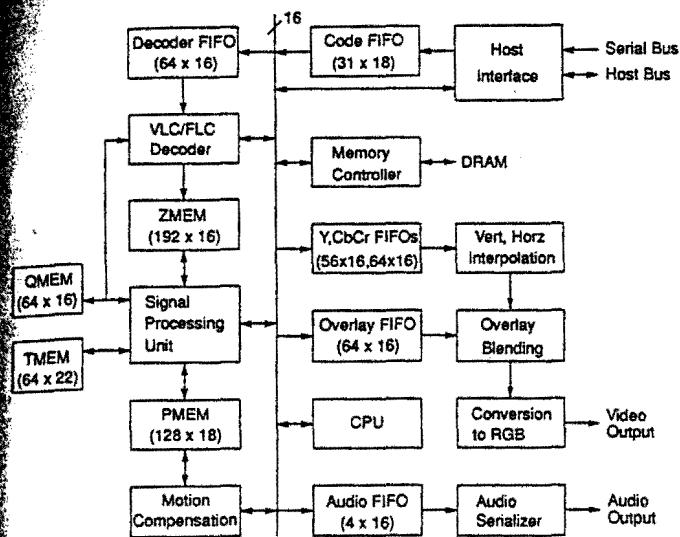 16
Decoder FIFO
(64 x 16)
Code FIFO
(31 x 18)
Host
Interface
Serial Bus
Host Bus
VLC/FLC
Decoder
Memory
Controller
DRAM
ZMEM
(192 x 16)
Y,CbCr FIFOs
(56x16,64x16)
Vert, Horz
Interpolation
QMEM
(64 x 16)
Signal
Processing
Unit
Overlay FIFO
(64 x 16)
Overlay
Blending
TMEM
(64 x 22)
PMEM
(128 x 18)
CPU
Conversion
to RGB
Video
Output
Motion
Compensation
Audio FIFO
(4 x 16)
Audio
Serializer
Audio
Output